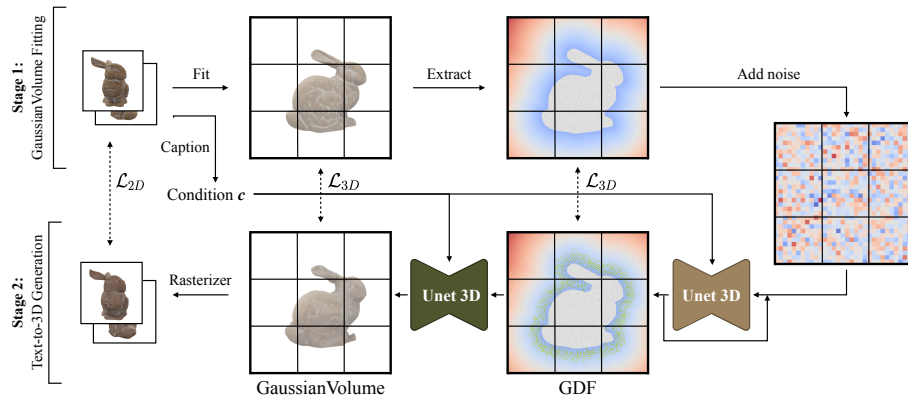 Stage 1:
GaussianVolume Fitting
Fit
Extract
Add noise
Caption
ℒ2D
ℒ3D
ℒ3D
Condition c
Stage 2:
Text-to-3D Generation
Rasterizer
Unet 3D
Unet 3D
GaussianVolume
GDF